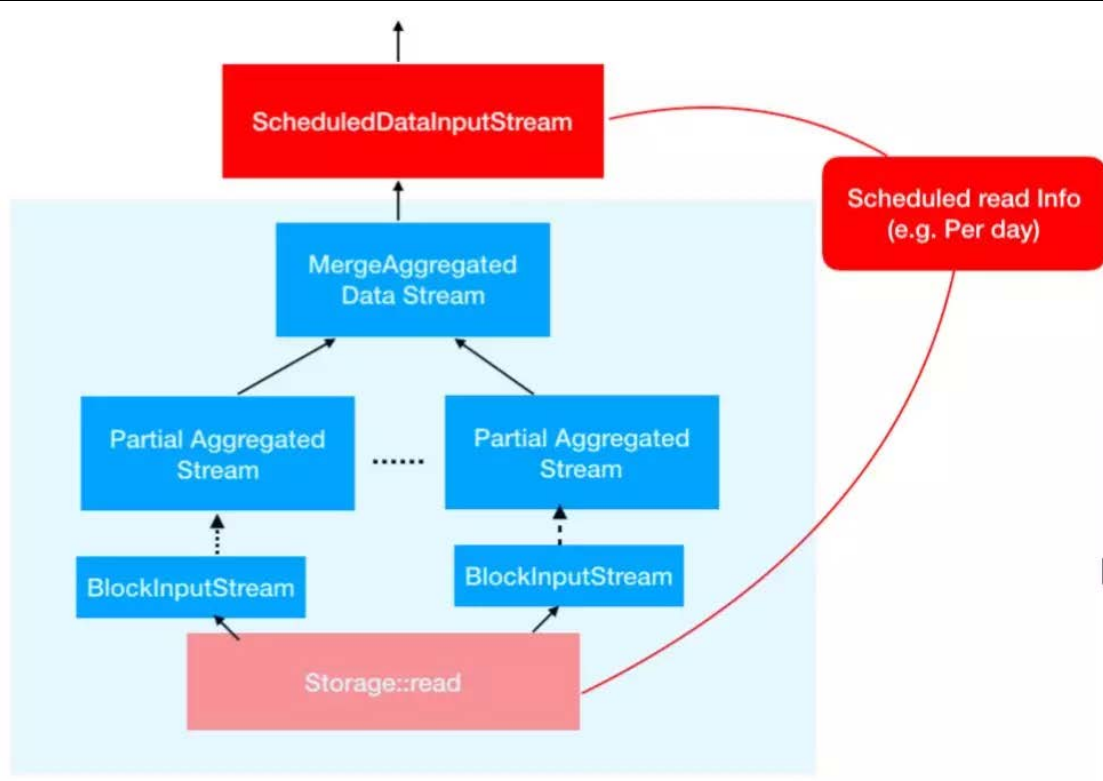 ScheduledDataInputStream
Scheduled read Info
(e.g. Per day)
MergeAggregated
Data Stream
Partial Aggregated
Stream
......
Partial Aggregated
Stream
BlockInputStream
BlockInputStream
Storage::read